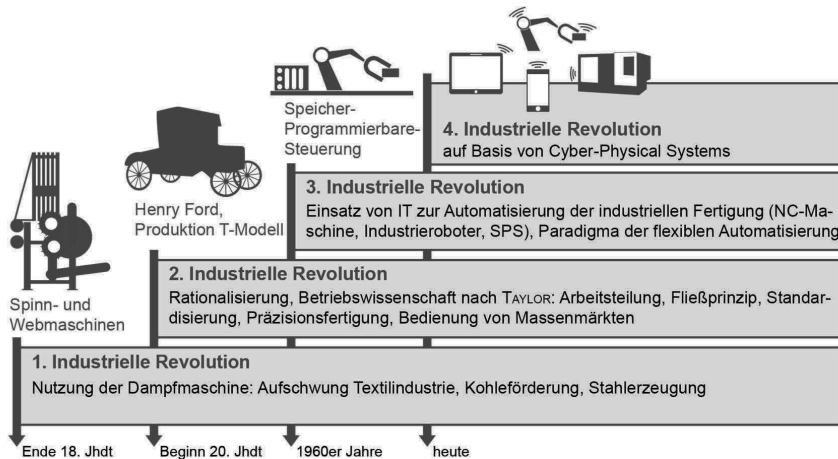 Speicher-
Programmierbare-
Steuerung
4. Industrielle Revolution
auf Basis von Cyber-Physical Systems
Henry Ford,
Produktion T-Modell
3. Industrielle Revolution
Einsatz von IT zur Automatisierung der industriellen Fertigung (NC-Ma-
schine, Industrieroboter, SPS), Paradigma der flexiblen Automatisierung
Spinn- und
Webmaschinen
2. Industrielle Revolution
Rationalisierung, Betriebswissenschaft nach TAYLOR: Arbeitsteilung, Fließprinzip, Standar-
disierung, Präzisionsfertigung, Bedienung von Massenmärkten
1. Industrielle Revolution
Nutzung der Dampfmaschine: Aufschwung Textilindustrie, Kohleförderung, Stahlerzeugung
Ende 18. Jhdt
Beginn 20. Jhdt
1960er Jahre
heute